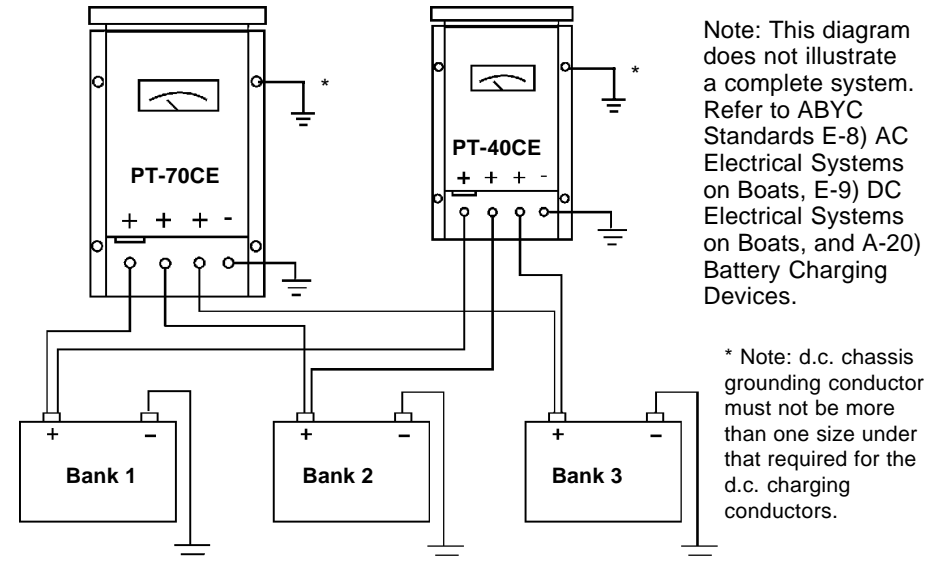 *
PT-70CE
+ + + -
*
PT-40CE
+ + + -
Note: This diagram
does not illustrate
a complete system.
Refer to ABYC
Standards E-8) AC
Electrical Systems
on Boats, E-9) DC
Electrical Systems
on Boats, and A-20)
Battery Charging
Devices.
* Note: d.c. chassis
grounding conductor
must not be more
than one size under
that required for the
d.c. charging
conductors.
+ −
Bank 1
+ −
Bank 2
+ −
Bank 3